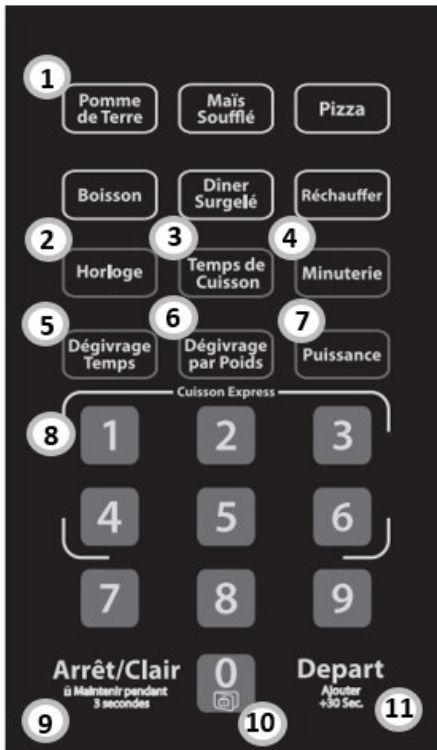 1
Pomme de Terre
Maïs Soufflé
Pizza
Boisson
Dîner Surgelé
Réchauffer
2
3
4
Horloge
Temps de Cuisson
Minuterie
5
6
7
Dégivrage Temps
Dégivrage par Poids
Puissance
Cuisson Express
8
1
2
3
4
5
6
7
8
9
Arrêt/Clair
Maintenir pendant
3 secondes
0
Depart
Ajouter
+30 Sec.
9
10
11